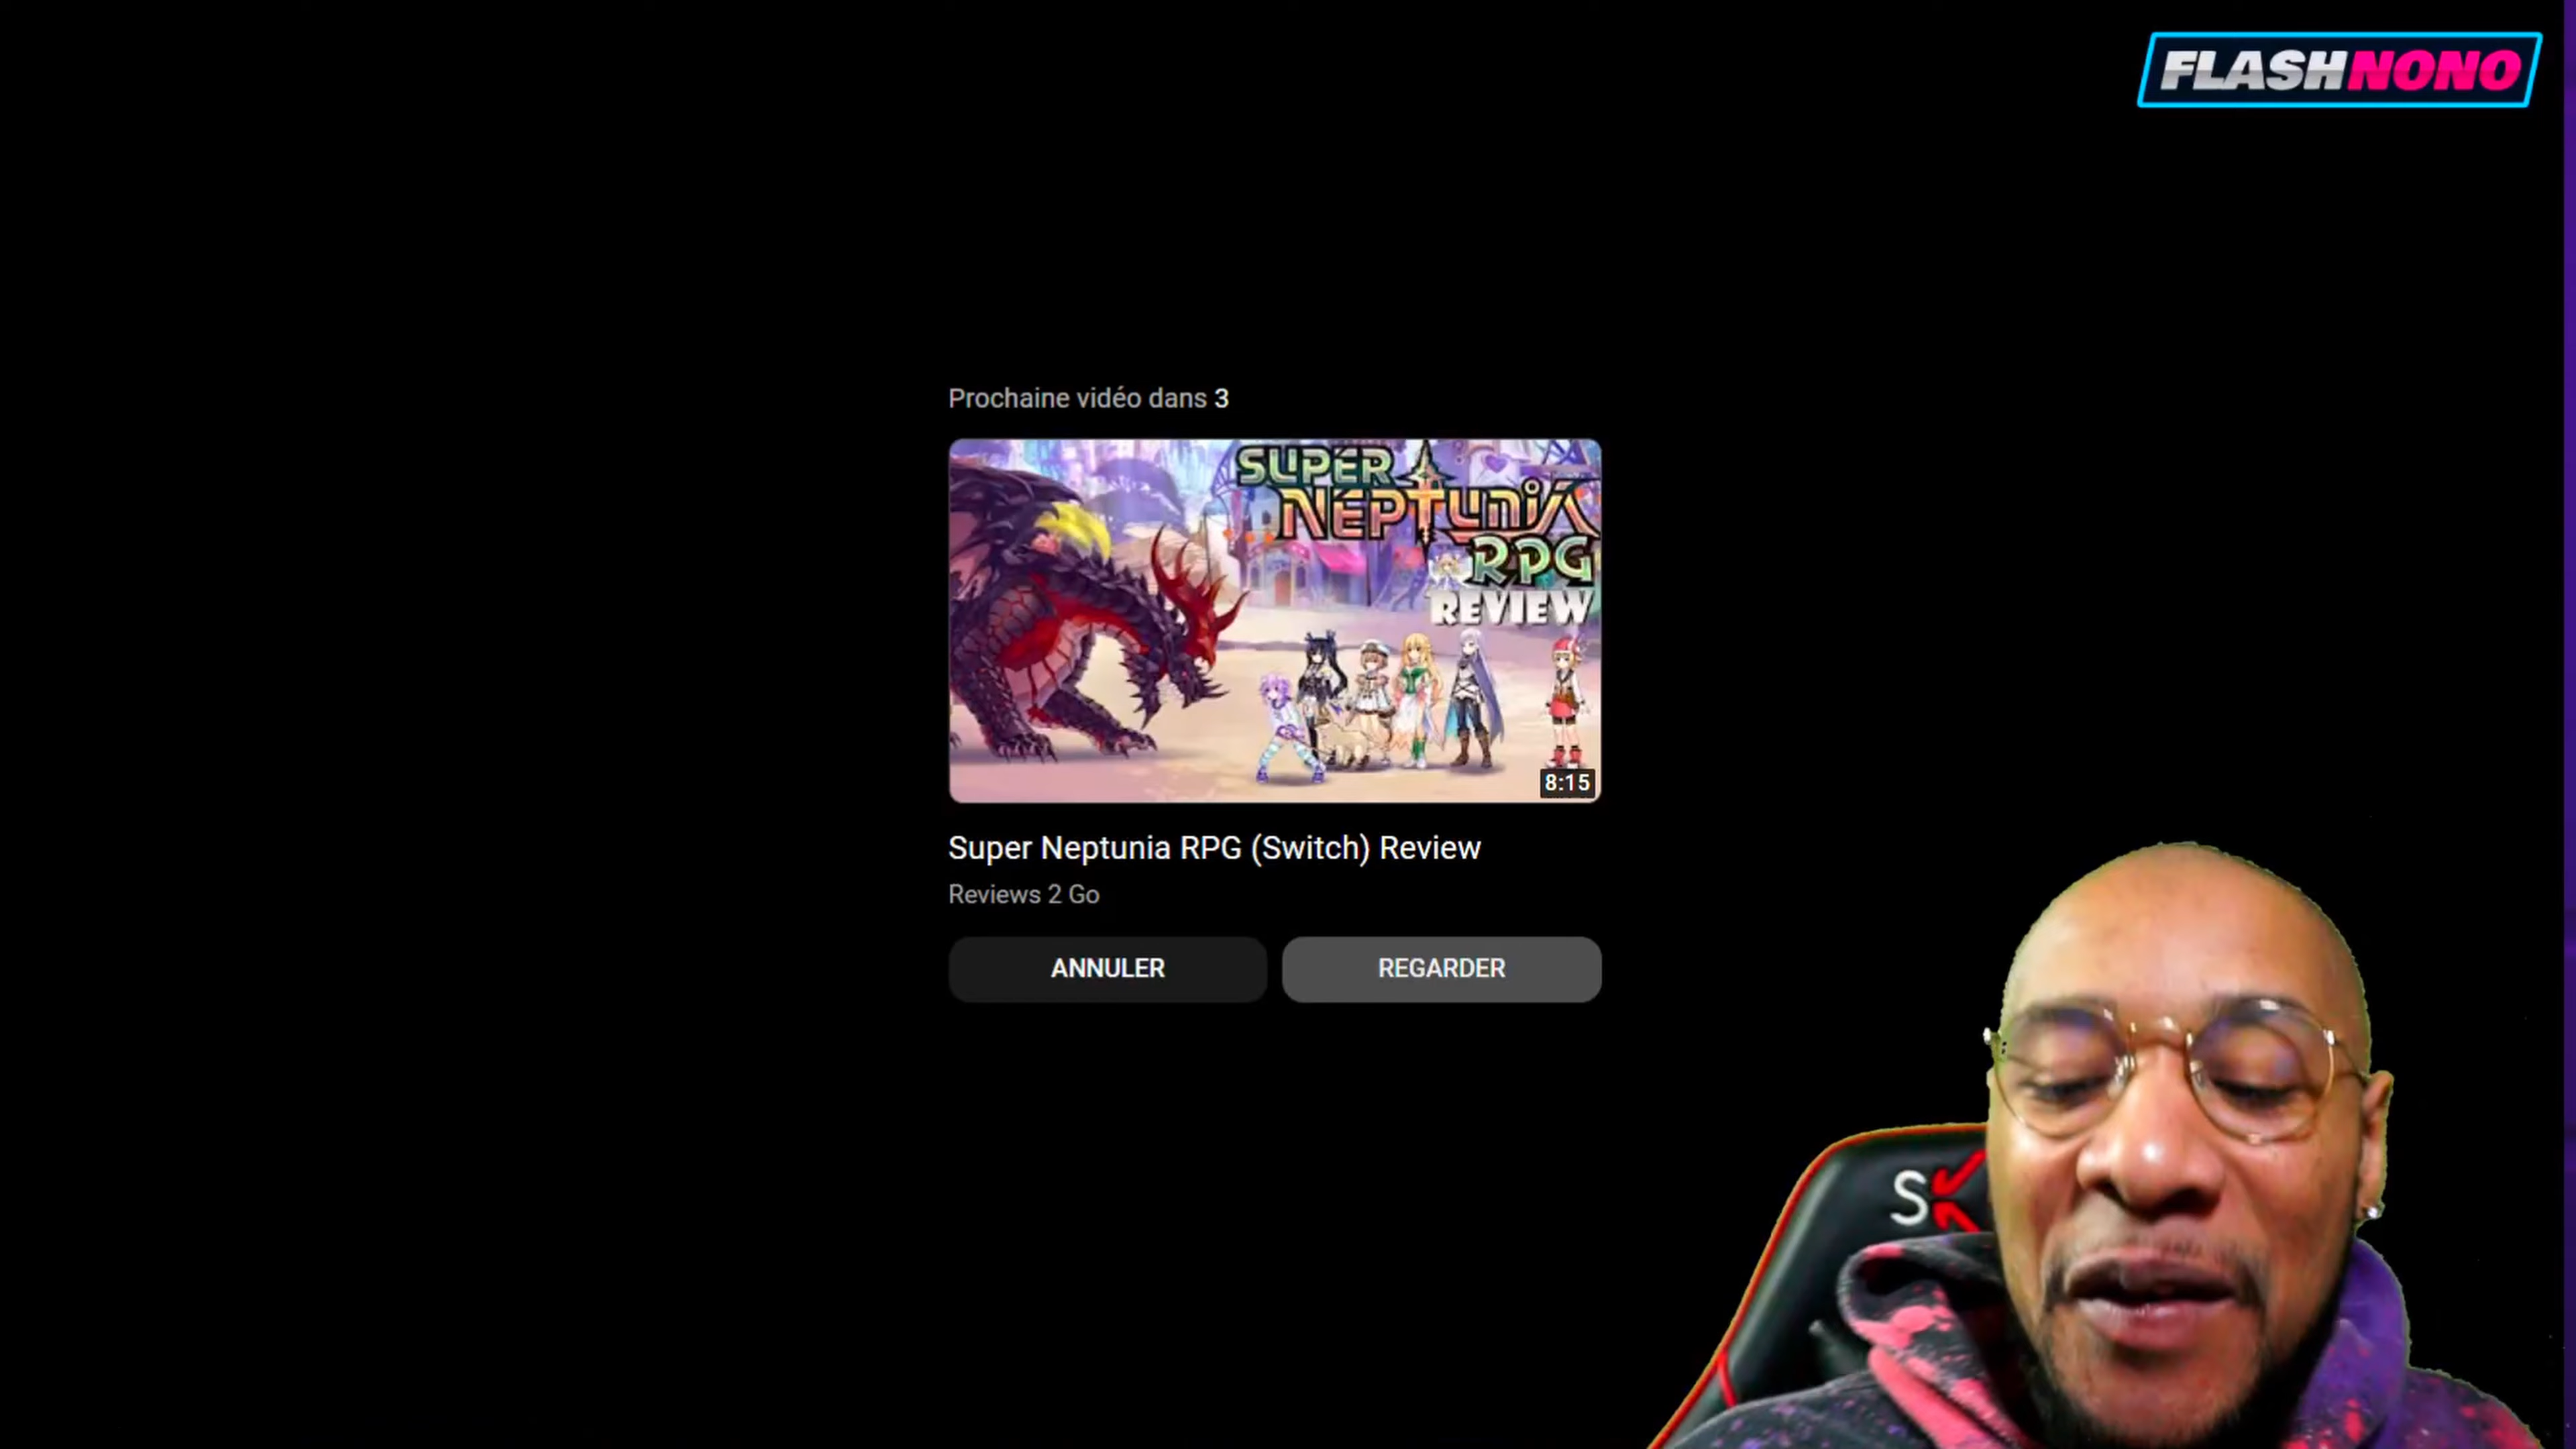 FLASHNONO
Prochaine vidéo dans 3
SUPER
NEPTUNIA
RPG
REVIEW
8:15
Super Neptunia RPG (Switch) Review
Reviews 2 Go
ANNULER
REGARDER
S